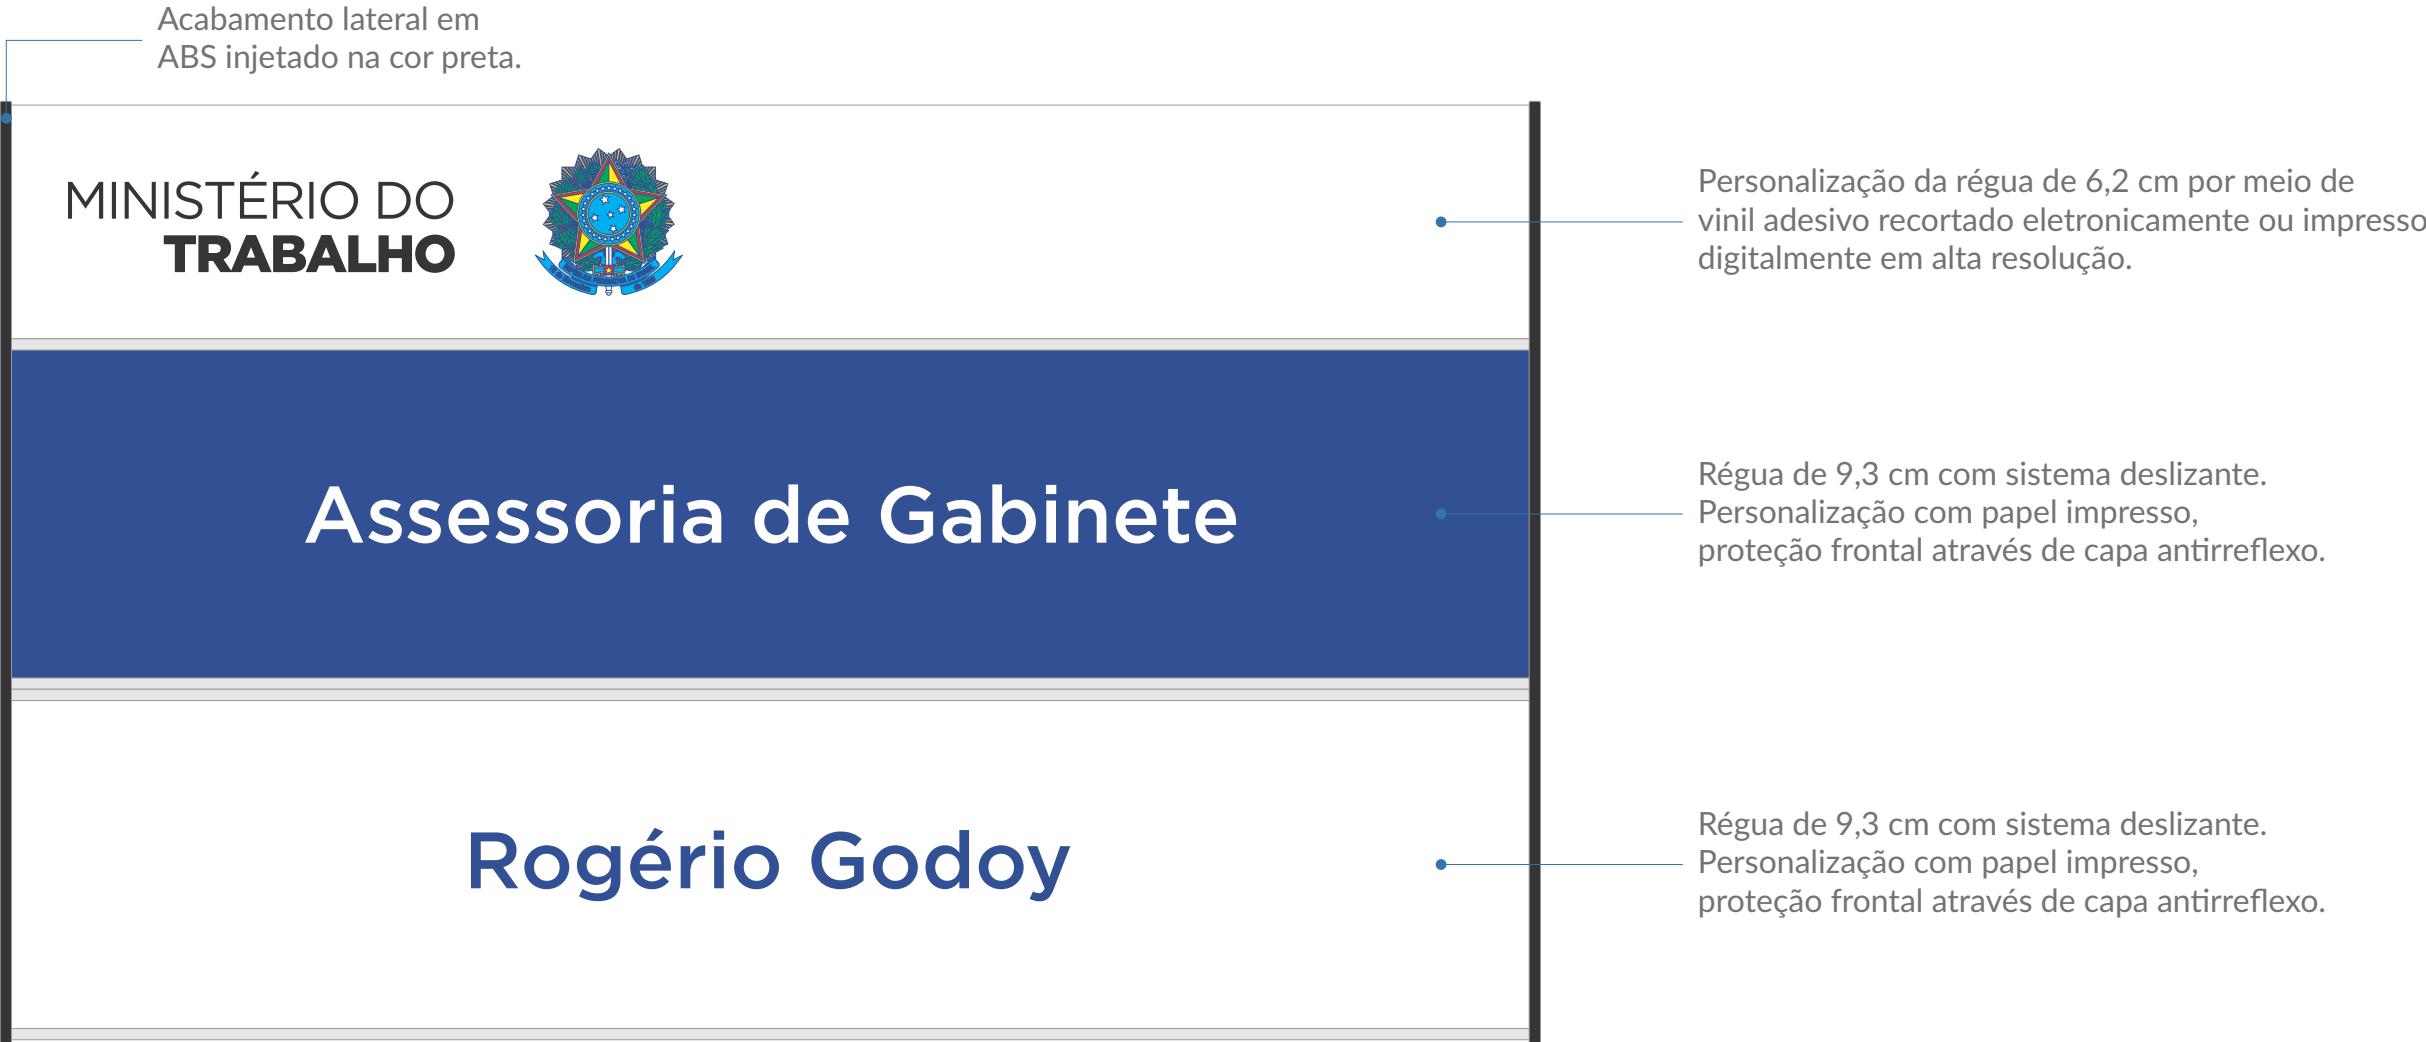 Acabamento lateral em
ABS injetado na cor preta.
MINISTÉRIO DO
TRABALHO
Personalização da régua de 6,2 cm por meio de
vinil adesivo recortado eletronicamente ou impresso
digitalmente em alta resolução.
Assessoria de Gabinete
Régua de 9,3 cm com sistema deslizante.
Personalização com papel impresso,
proteção frontal através de capa antirreflexo.
Rogério Godoy
Régua de 9,3 cm com sistema deslizante.
Personalização com papel impresso,
proteção frontal através de capa antirreflexo.